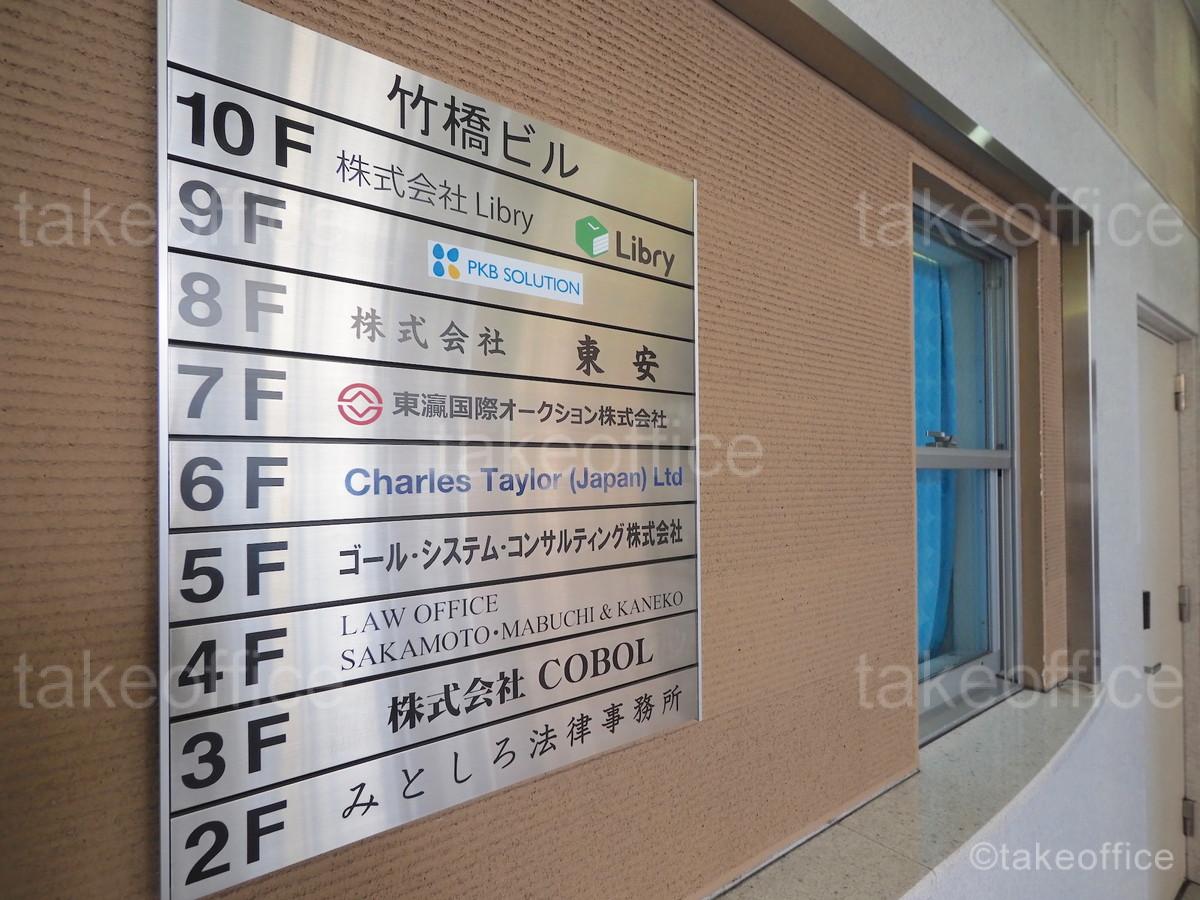 竹橋ビル
10F 株式会社 Libry Libry
9F PKB SOLUTION
8F 株式会社 東安
7F 東瀛国際オークション株式会社
6F Charles Taylor (Japan) Ltd
5F ゴール・システム・コンサルティング株式会社
4F LAW OFFICE
SAKAMOTO・MABUCHI & KANEKO
3F 株式会社 COBOL
2F みとしろ法律事務所
takeoffice
takeoffice
takeoffice
takeoffice
takeoffice
©takeoffice